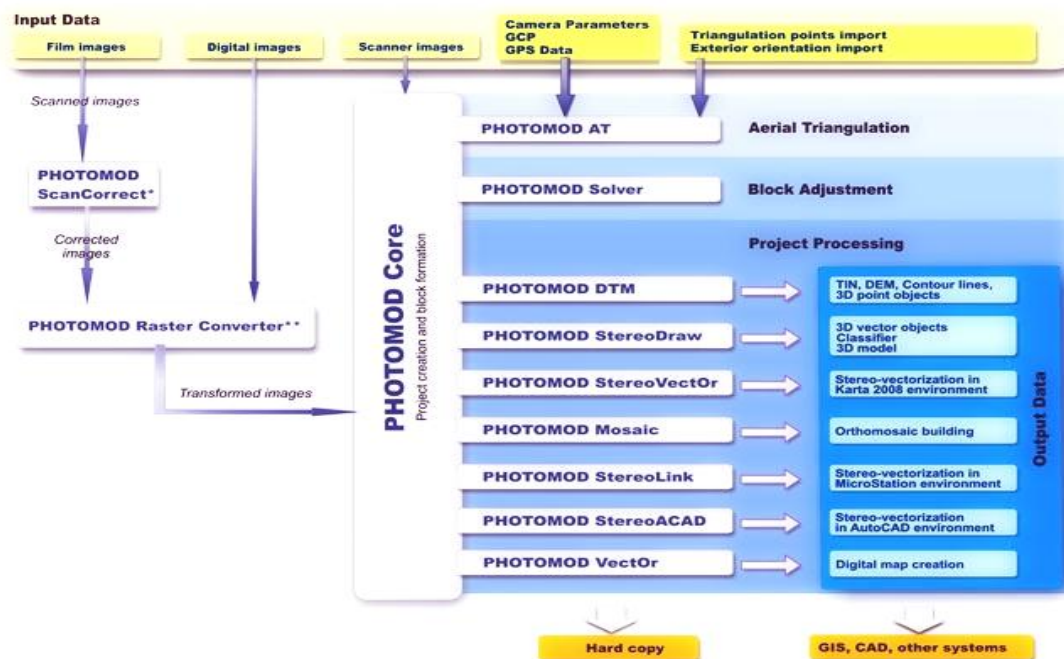 Input Data
Film images
Digital images
Scanner images
Camera Parameters
GCP
GPS Data
Triangulation points import
Exterior orientation import
Scanned images
PHOTOMOD
ScanCorrect*
Corrected
images
PHOTOMOD Raster Converter**
Transformed images
PHOTOMOD Core
Project creation and block formation
PHOTOMOD AT
Aerial Triangulation
PHOTOMOD Solver
Block Adjustment
Project Processing
PHOTOMOD DTM
TIN, DEM, Contour lines,
3D point objects
PHOTOMOD StereoDraw
3D vector objects
Classifier
3D model
PHOTOMOD StereoVectOr
Stereo-vectorization in
Karta 2008 environment
PHOTOMOD Mosaic
Orthomosaic building
PHOTOMOD StereoLink
Stereo-vectorization in
MicroStation environment
PHOTOMOD StereoACAD
Stereo-vectorization
in AutoCAD environment
PHOTOMOD VectOr
Digital map creation
Output Data
Hard copy
GIS, CAD, other systems